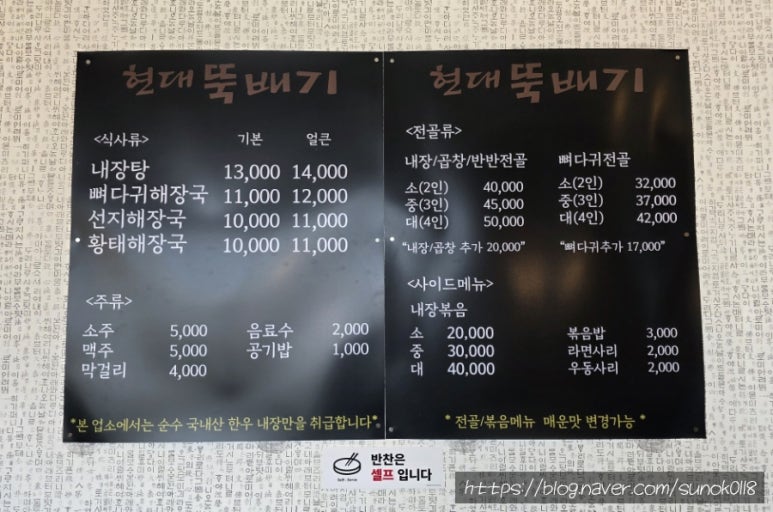 현대뚝배기
<식사류> 기본 얼큰
내장탕 13,000 14,000
뼈다귀해장국 11,000 12,000
선지해장국 10,000 11,000
황태해장국 10,000 11,000
<주류>
소주 5,000 음료수 2,000
맥주 5,000 공기밥 1,000
막걸리 4,000
*본 업소에서는 순수 국내산 한우 내장만을 취급합니다*
현대뚝배기
<전골류>
내장/곱창/반반전골 뼈다귀전골
소(2인) 40,000 소(2인) 32,000
중(3인) 45,000 중(3인) 37,000
대(4인) 50,000 대(4인) 42,000
"내장/곱창 추가 20,000" "뼈다귀추가 17,000"
<사이드메뉴>
내장볶음
소 20,000 볶음밥 3,000
중 30,000 라면사리 2,000
대 40,000 우동사리 2,000
* 전골/볶음메뉴 매운맛 변경가능 *
반찬은
셀프입니다
Self-Serve
https://blog.naver.com/sunok0118